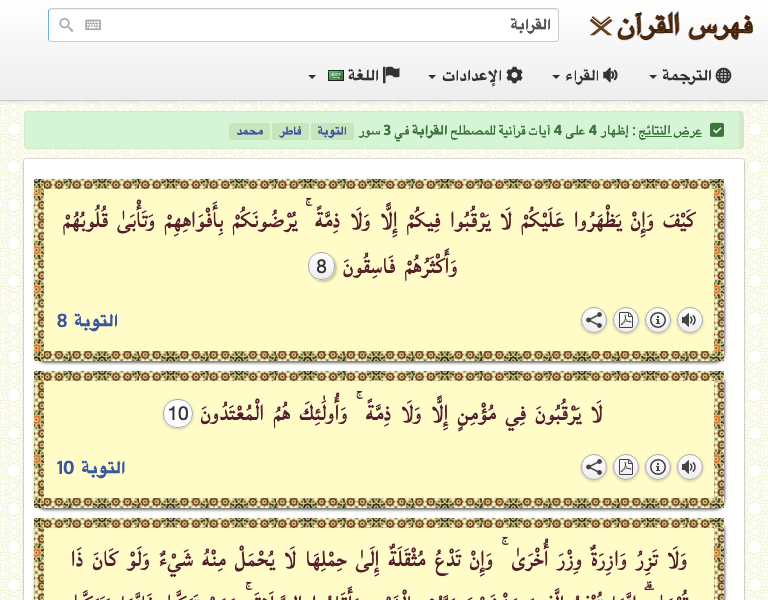 فهرس القرآن
القرابة
الترجمة القراء الإعدادات اللغة
عرض النتائج : إظهار 4 على 4 آيات قرآنية للمصطلح القرابة في 3 سور التوبة فاطر محمد
كَيْفَ وَإِنْ يَظْهَرُوا عَلَيْكُمْ لَا يَرْقُبُوا فِيكُمْ إِلًّا وَلَا ذِمَّةً ۚ يُرْضُونَكُمْ بِأَفْوَاهِهِمْ وَتَأْبَىٰ قُلُوبُهُمْ
وَأَكْثَرُهُمْ فَاسِقُونَ 8
التوبة 8
لَا يَرْقُبُونَ فِي مُؤْمِنٍ إِلًّا وَلَا ذِمَّةً ۚ وَأُولَٰئِكَ هُمُ الْمُعْتَدُونَ 10
التوبة 10
وَلَا تَزِرُ وَازِرَةٌ وِزْرَ أُخْرَىٰ ۚ وَإِنْ تَدْعُ مُثْقَلَةٌ إِلَىٰ حِمْلِهَا لَا يُحْمَلْ مِنْهُ شَيْءٌ وَلَوْ كَانَ ذَا